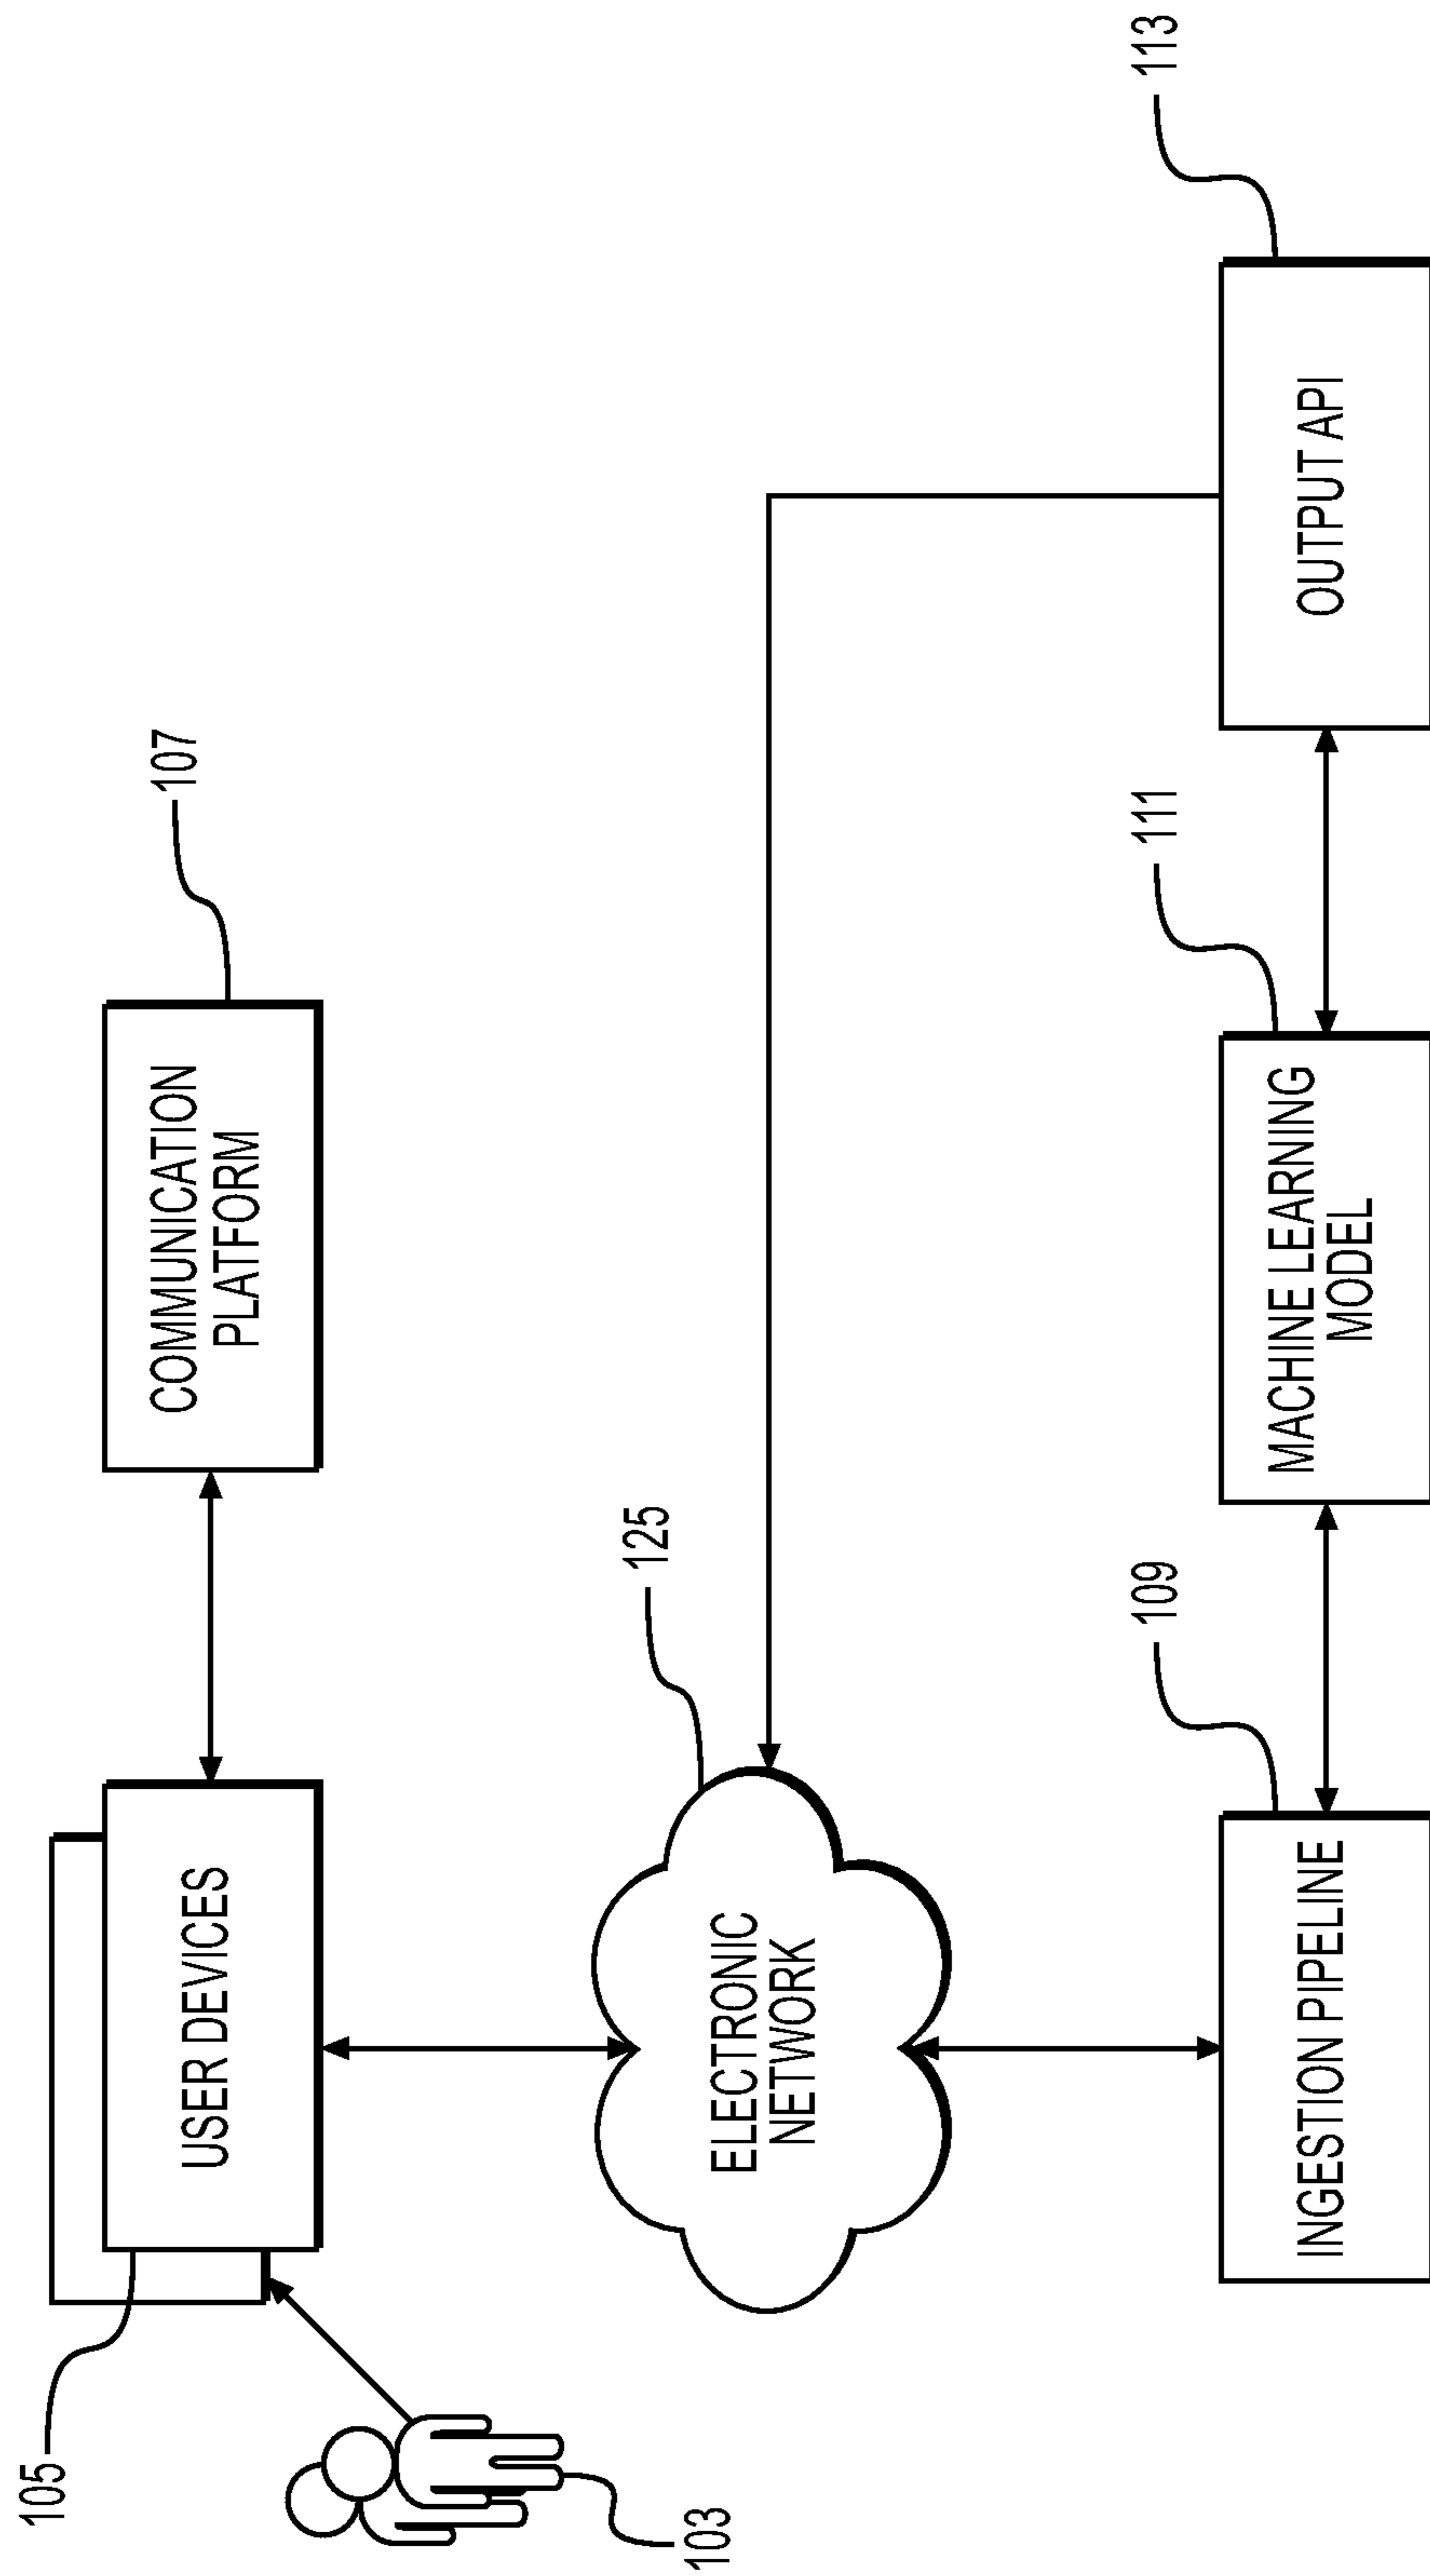 105
USER DEVICES
COMMUNICATION
PLATFORM
107
103
ELECTRONIC
NETWORK
125
INGESTION PIPELINE
109
MACHINE LEARNING
MODEL
111
OUTPUT API
113